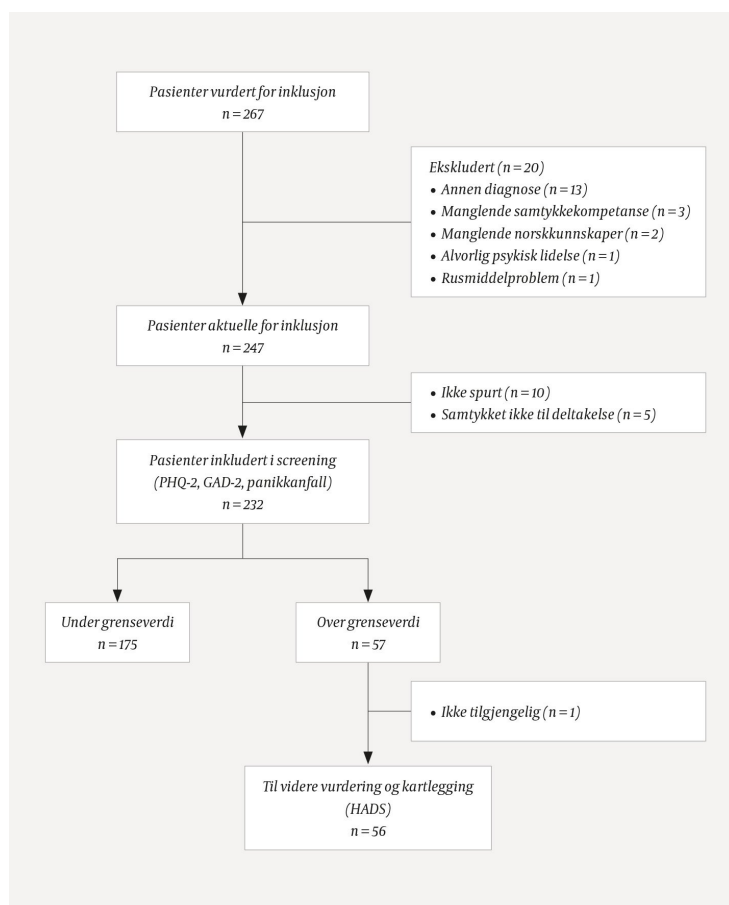 Pasienter vurdert for inklusjon
n=267
Ekskludert (n=20)
• Annen diagnose (n=13)
• Manglende samtykkekompetanse (n=3)
• Manglende norskkunnskaper (n=2)
• Alvorlig psykisk lidelse (n=1)
• Rusmiddelproblem (n=1)
Pasienter aktuelle for inklusjon
n=247
• Ikke spurt (n=10)
• Samtykket ikke til deltakelse (n=5)
Pasienter inkludert i screening
(PHQ-2, GAD-2, panikkanfall)
n=232
Under grenseverdi
n=175
Over grenseverdi
n=57
• Ikke tilgjengelig (n=1)
Til videre vurdering og kartlegging
(HADS)
n=56